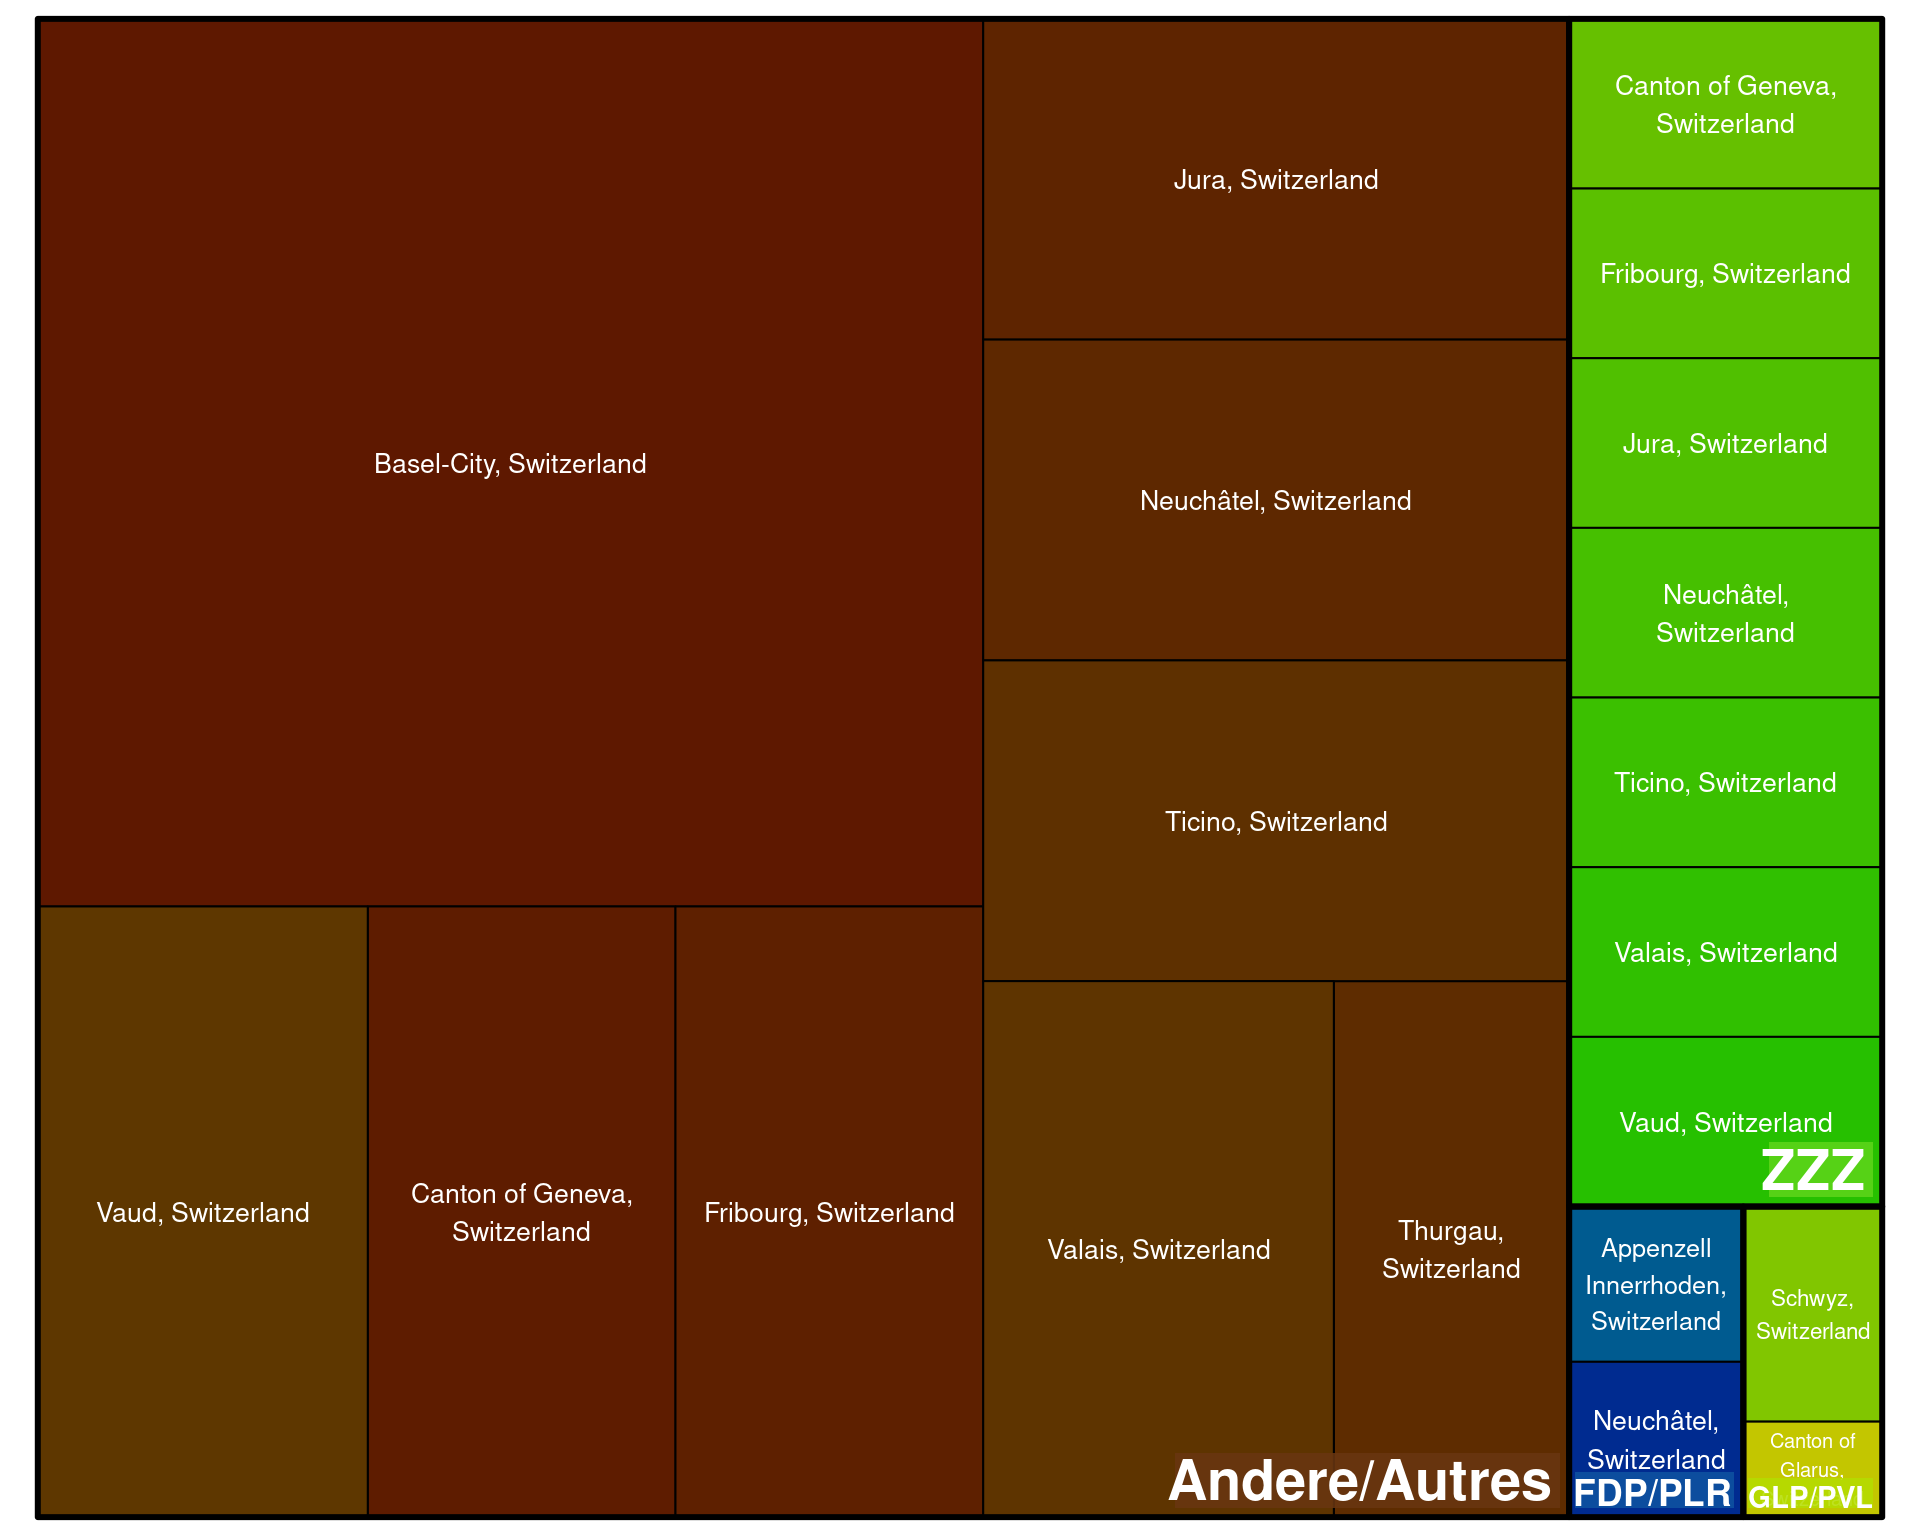 Basel-City, Switzerland
Vaud, Switzerland
Canton of Geneva,
Switzerland
Fribourg, Switzerland
Jura, Switzerland
Neuchâtel, Switzerland
Ticino, Switzerland
Valais, Switzerland
Thurgau,
Switzerland
Andere/Autres
Canton of Geneva,
Switzerland
Fribourg, Switzerland
Jura, Switzerland
Neuchâtel,
Switzerland
Ticino, Switzerland
Valais, Switzerland
Vaud, Switzerland
ZZZ
Appenzell
Innerrhoden,
Switzerland
Neuchâtel,
Switzerland
FDP/PLR
Schwyz,
Switzerland
Canton of
Glarus,
GLP/PVL